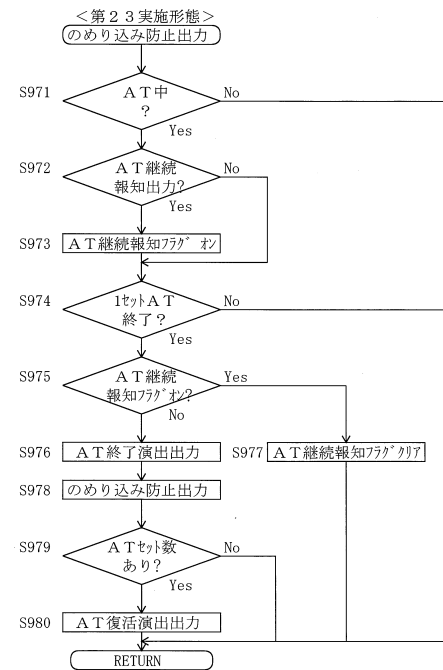 ＜第２３実施形態＞
のめり込み防止出力
S971
ＡＴ中
？
No
Yes
S972
ＡＴ継続
報知出力?
No
Yes
S973
ＡＴ継続報知ﾌﾗｸﾞｵﾝ
S974
1ｾｯﾄＡＴ
終了？
No
Yes
S975
ＡＴ継続
報知ﾌﾗｸﾞｵﾝ?
Yes
No
S976
ＡＴ終了演出出力
S977
ＡＴ継続報知ﾌﾗｸﾞｸﾘｱ
S978
のめり込み防止出力
S979
ＡＴｾｯﾄ数
あり?
No
Yes
S980
ＡＴ復活演出出力
RETURN